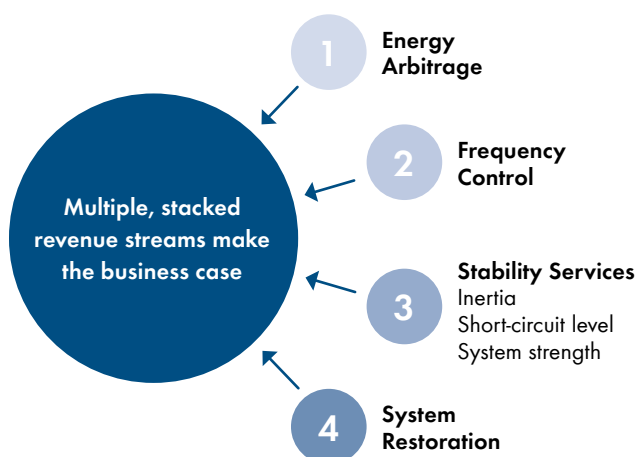 1
Energy
Arbitrage
2
Frequency
Control
Multiple, stacked
revenue streams make
the business case
3
Stability Services
Inertia
Short-circuit level
System strength
4
System
Restoration